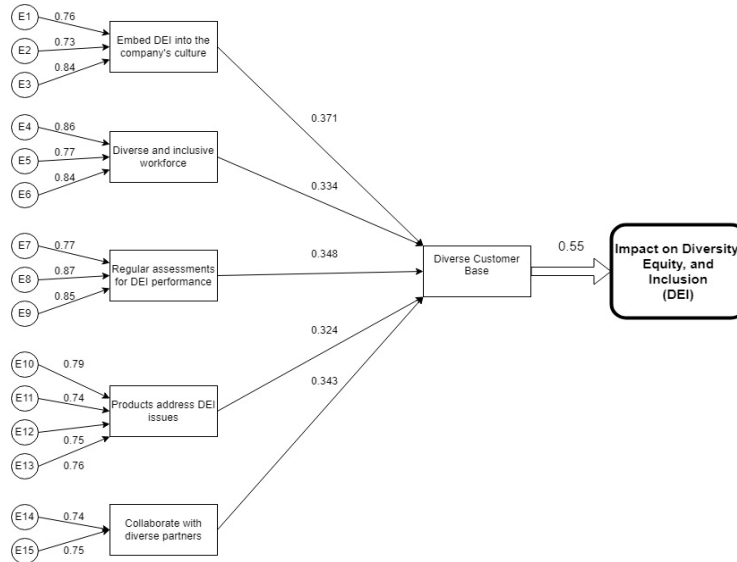 E1
0.76
E2
0.73
E3
0.84
Embed DEI into the
company's culture
0.371
E4
0.86
E5
0.77
E6
0.84
Diverse and inclusive
workforce
0.334
E7
0.77
E8
0.87
E9
0.85
Regular assessments
for DEI performance
0.348
Diverse Customer
Base
0.55
Impact on Diversity,
Equity, and
Inclusion
(DEI)
E10
0.79
E11
0.74
E12
0.75
E13
0.76
Products address DEI
issues
0.324
0.343
E14
0.74
E15
0.75
Collaborate with
diverse partners